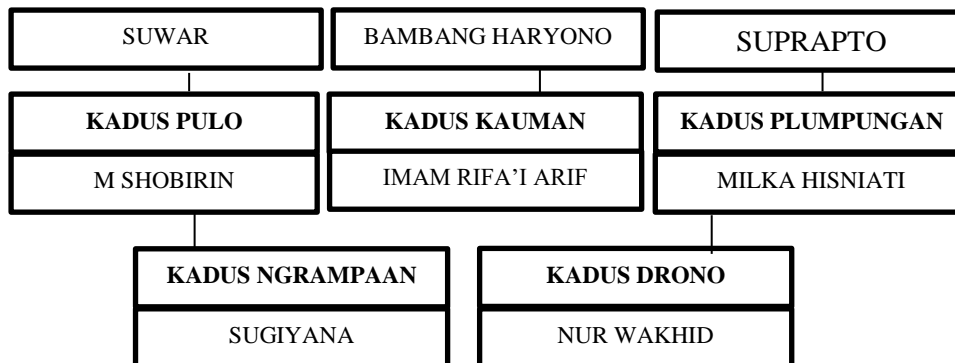 SUWAR
BAMBANG HARYONO
SUPRAPTO
KADUS PULO
KADUS KAUMAN
KADUS PLUMPUNGAN
M SHOBIRIN
IMAM RIFA’I ARIF
MILKA HISNIATI
KADUS NGRAMPAAN
KADUS DRONO
SUGIYANA
NUR WAKHID